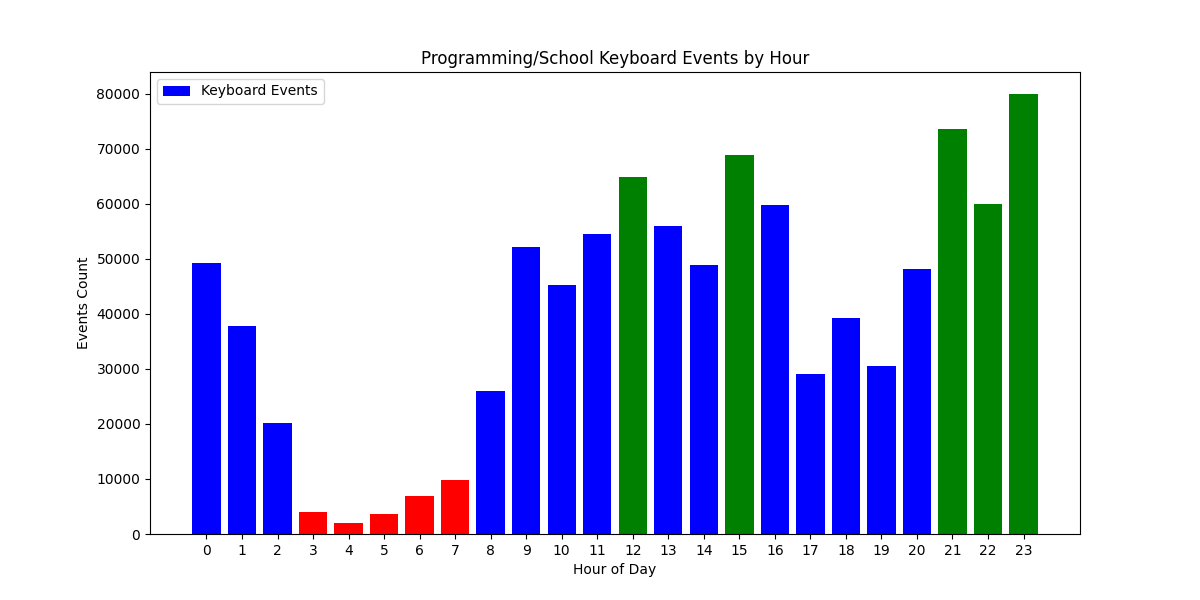 Programming/School Keyboard Events by Hour
Keyboard Events
80000
70000
60000
50000
40000
30000
20000
10000
0
Events Count
0 1 2 3 4 5 6 7 8 9 10 11 12 13 14 15 16 17 18 19 20 21 22 23
Hour of Day